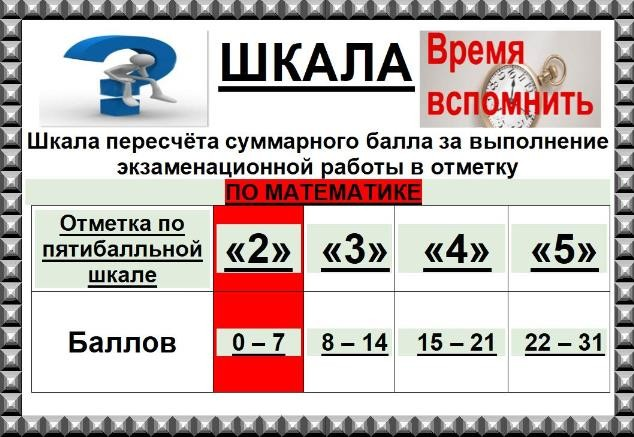 ШКАЛА
Время
вспомнить
Шкала пересчёта суммарного балла за выполнение
экзаменационной работы в отметку
ПО МАТЕМАТИКЕ
Отметка по
пятибалльной
шкале
«2» «3» «4» «5»
Баллов 0 – 7 8 – 14 15 – 21 22 – 31